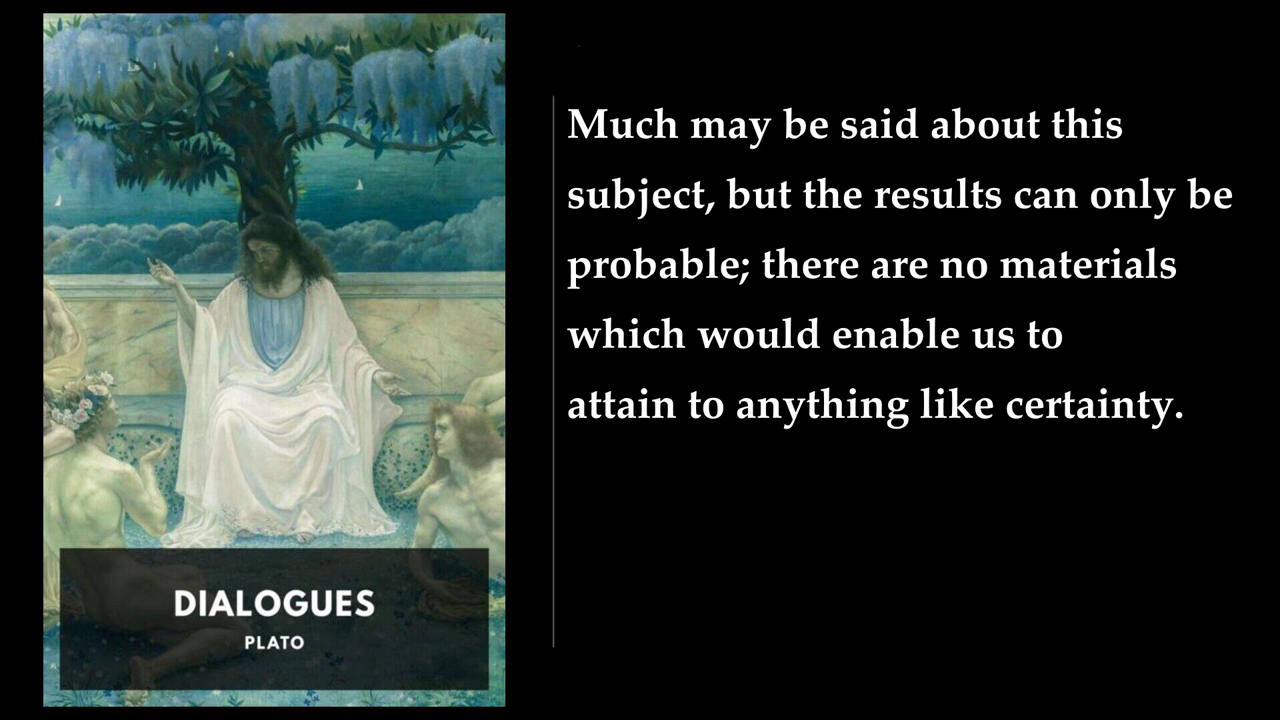 Much may be said about this
subject, but the results can only be
probable; there are no materials
which would enable us to
attain to anything like certainty.
DIALOGUES
PLATO